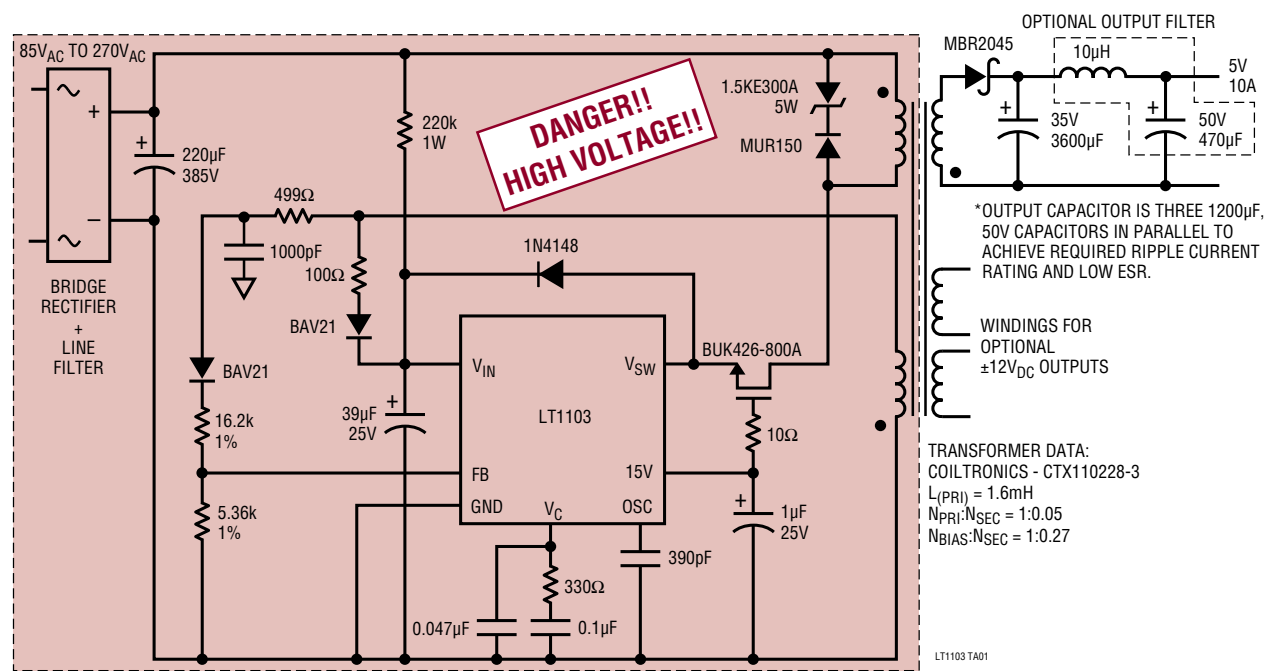 85VAC TO 270VAC
+
–
BRIDGE
RECTIFIER
+
LINE
FILTER
+
220µF
385V
220k
1W
DANGER!!
HIGH VOLTAGE!!
1.5KE300A
5W
MUR150
499Ω
1000pF
100Ω
BAV21
1N4148
BAV21
16.2k
1%
5.36k
1%
+
39µF
25V
VIN
VSW
LT1103
FB
15V
GND
VC
OSC
BUK426-800A
10Ω
+
1µF
25V
390pF
330Ω
0.047µF
0.1µF
OPTIONAL OUTPUT FILTER
MBR2045
10µH
5V
10A
+
35V
3600µF
+
50V
470µF
*OUTPUT CAPACITOR IS THREE 1200µF,
50V CAPACITORS IN PARALLEL TO
ACHIEVE REQUIRED RIPPLE CURRENT
RATING AND LOW ESR.
WINDINGS FOR
OPTIONAL
±12VDC OUTPUTS
TRANSFORMER DATA:
COILTRONICS - CTX110228-3
L(PRI) = 1.6mH
NPRI:NSEC = 1:0.05
NBIAS:NSEC = 1:0.27
LT1103 TA01